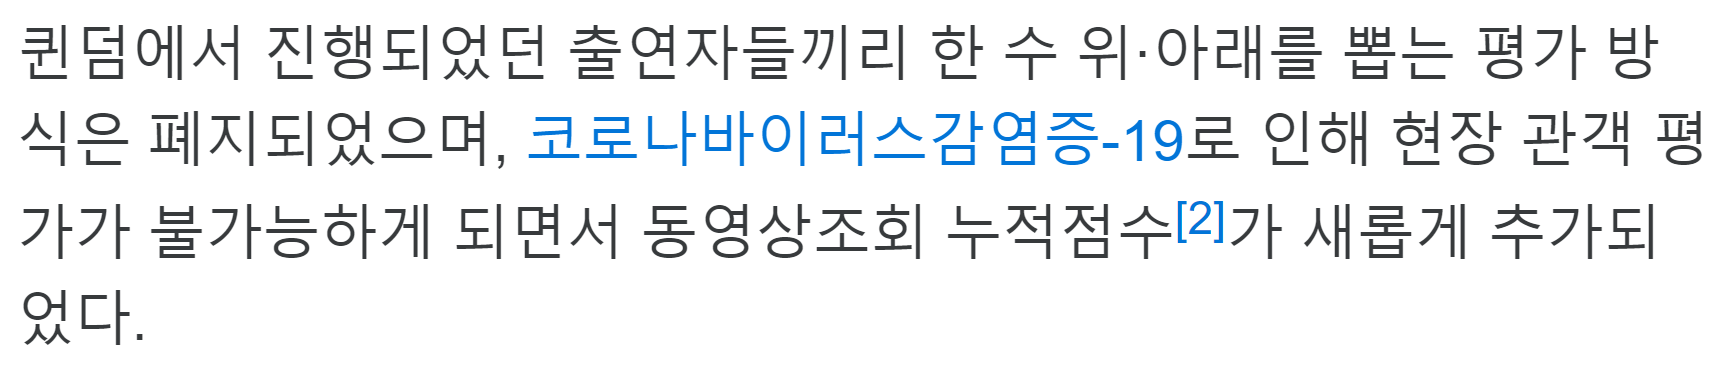 퀸덤에서 진행되었던 출연자들끼리 한 수 위·아래를 뽑는 평가 방
식은 폐지되었으며, 코로나바이러스감염증-19로 인해 현장 관객 평
가가 불가능하게 되면서 동영상조회 누적점수[2]가 새롭게 추가되
었다.